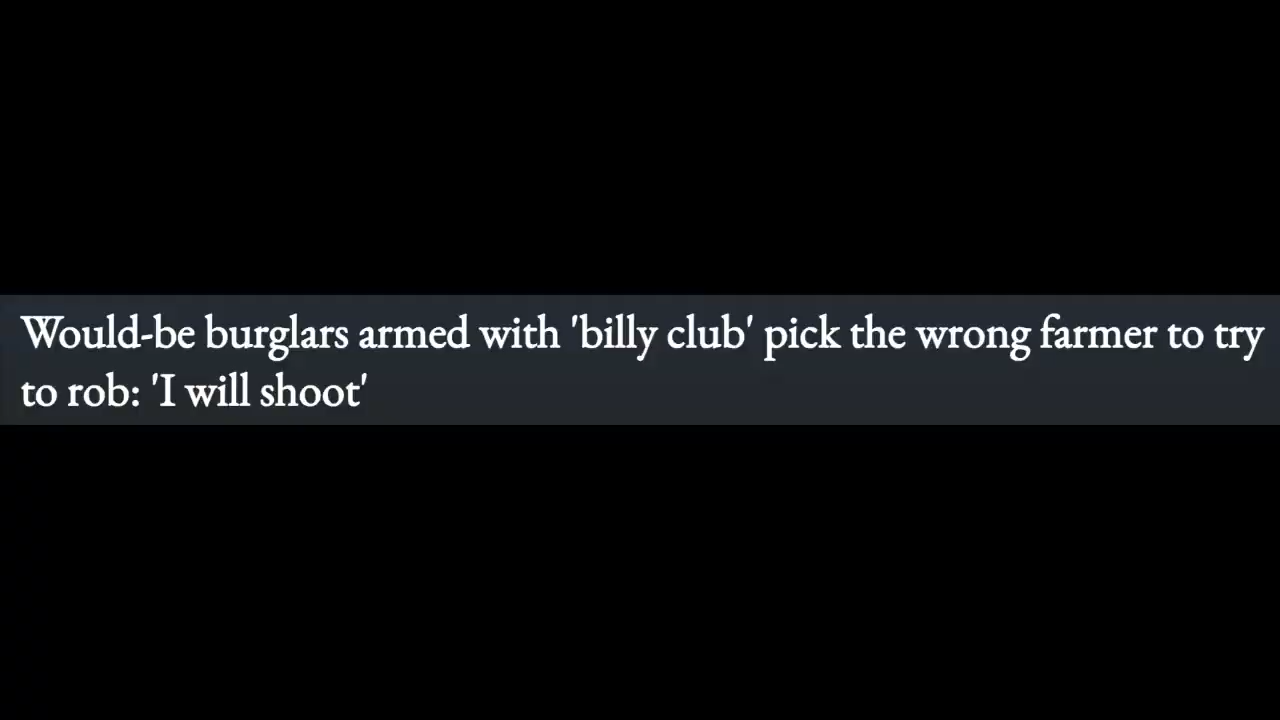 Would-be burglars armed with 'billy club' pick the wrong farmer to try
to rob: 'I will shoot'